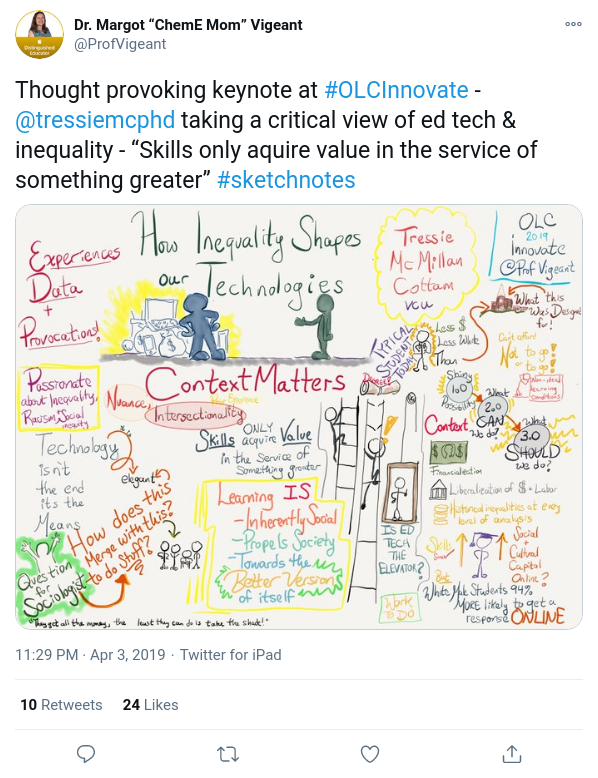 Dr. Margot “ChemE Mom” Vigeant
@ProfVigeant
Distinguished
Educator
Thought provoking keynote at #OLCInnovate -
@tressiemcphd taking a critical view of ed tech &
inequality - “Skills only aquire value in the service of
something greater” #sketchnotes
How Inequality Shapes
our Technologies
Experiences
Data
+
Provocations!
Tressie
McMillan
Cottam
VCU
OLC
2019
Innovate
@Prof Vigeant
What this
was Designed
for!
TYPICAL
STUDENT
TODAY
Less $
Less White
Than
Can't afford
Not to go!
or to go!
Non-ideal
learning
conditions
Passionate
about Inequality,
Racism, Social
inequity
Context Matters
Nuance,
Intersectionality
Degree
Shiny
1.0
Possibility
What
2.0
CAN
we do?
What
3.0
SHOULD
we do?
Context
Skills ONLY acquire Value
in the Service of
Something greater
Technology
isn't
the end
it's the
Means
elegant
How does this
Merge with this?
to do Stuff?
Question
for
Sociologist
Learning IS
- Inherently Social
- Propels Society
- Towards the
Better Version
of itself
IS ED
TECH
THE
ELEVATOR?
Work
TO DO
Financialization
Liberalization of $ + Labor
Historical inequalities at every
level of analysis
Skills
But
Social
+
Cultural
Capital
Online?
White Male Students 94%
MORE likely to get a
response ONLINE
"They get all the money, the least they can do is take the shade!"
11:29 PM · Apr 3, 2019 · Twitter for iPad
10 Retweets 24 Likes